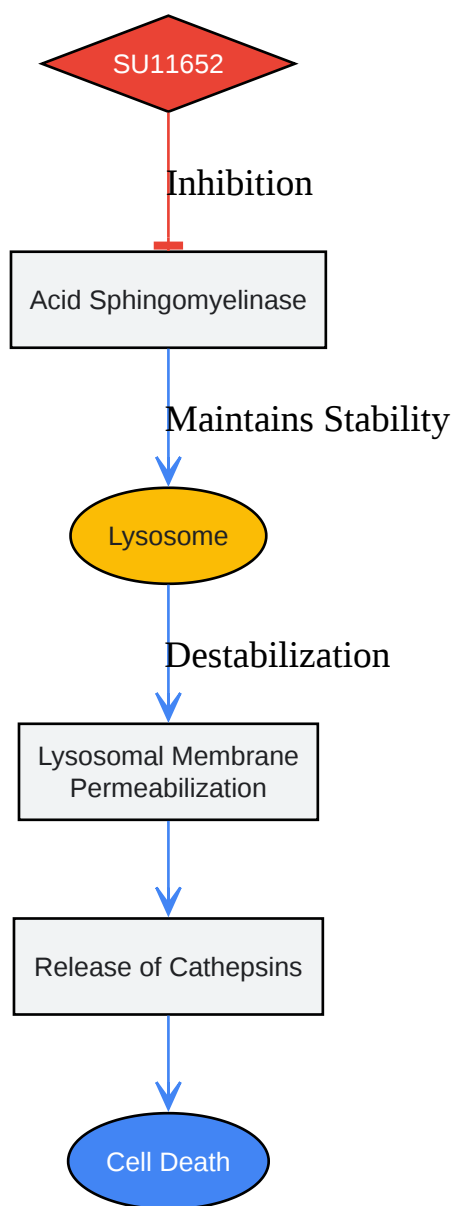 SU11652
Inhibition
Acid Sphingomyelinase
Maintains Stability
Lysosome
Destabilization
Lysosomal Membrane
Permeabilization
Release of Cathepsins
Cell Death